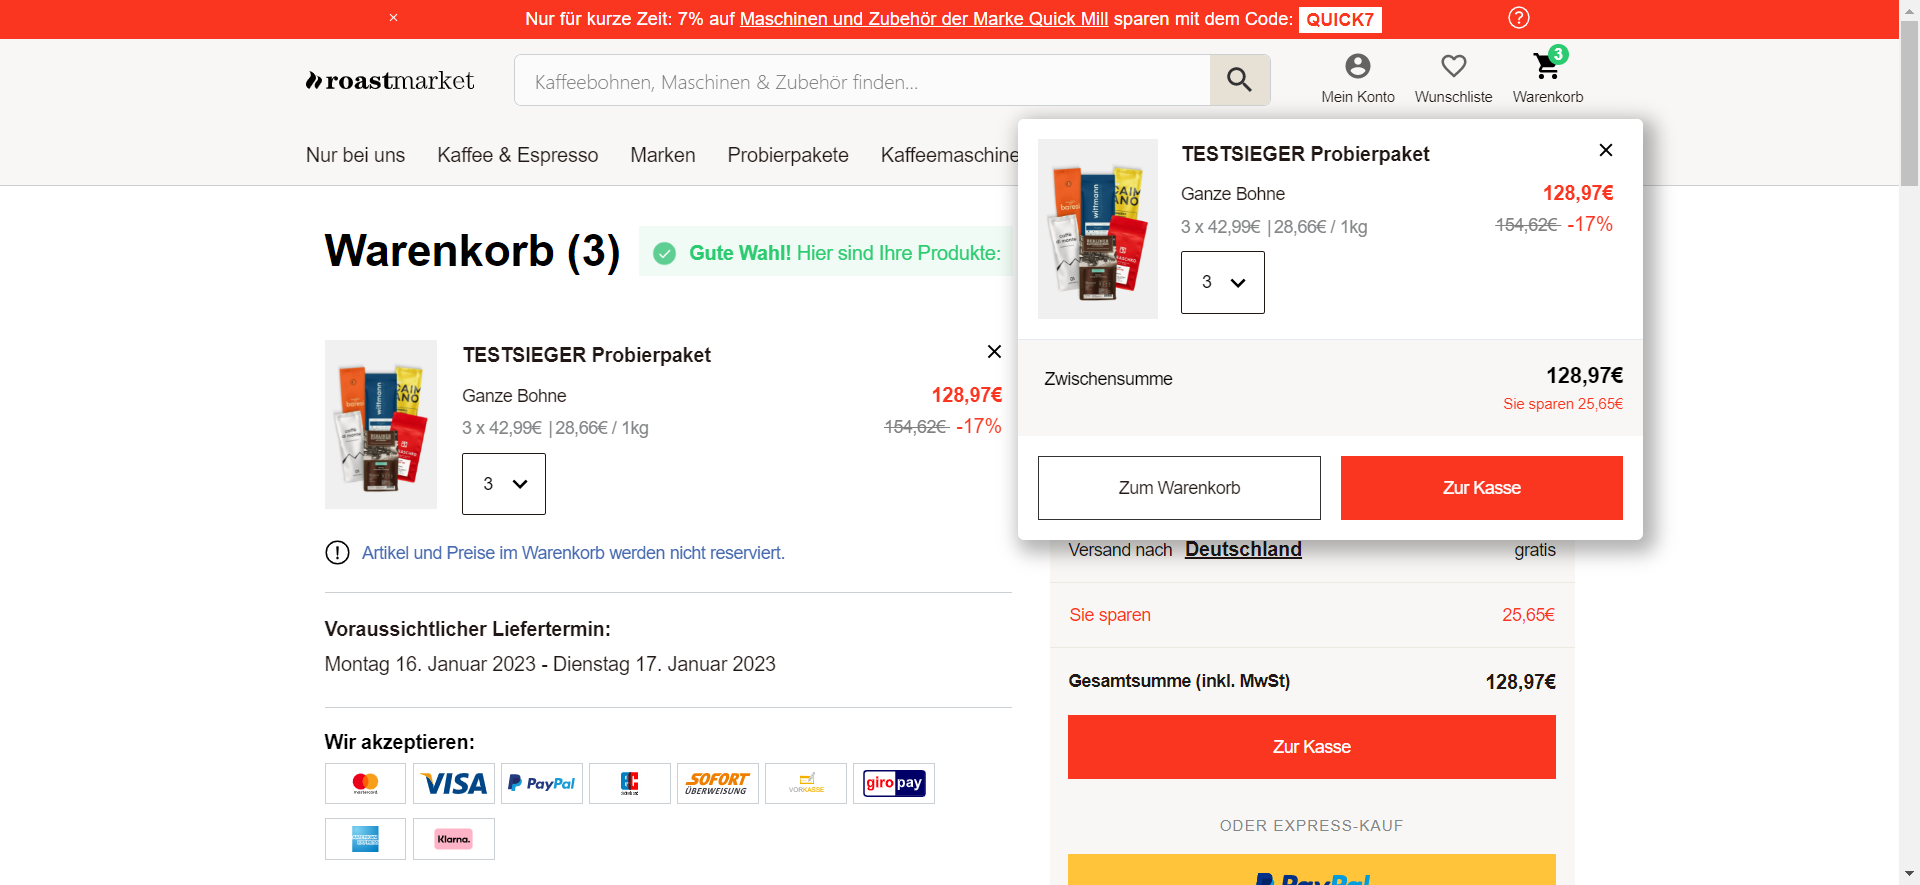 × Nur für kurze Zeit: 7% auf Maschinen und Zubehör der Marke Quick Mill sparen mit dem Code: QUICK7 ?
roastmarket
Kaffeebohnen, Maschinen & Zubehör finden...
3
Mein Konto Wunschliste Warenkorb
Nur bei uns Kaffee & Espresso Marken Probierpakete Kaffeemaschine
TESTSIEGER Probierpaket
Ganze Bohne 128,97€
3 x 42,99€ | 28,66€ / 1kg 154,62€ -17%
3
Zwischensumme 128,97€
Sie sparen 25,65€
Zum Warenkorb Zur Kasse
Warenkorb (3) Gute Wahl! Hier sind Ihre Produkte:
TESTSIEGER Probierpaket
Ganze Bohne 128,97€
3 x 42,99€ | 28,66€ / 1kg 154,62€ -17%
3
Artikel und Preise im Warenkorb werden nicht reserviert.
Voraussichtlicher Liefertermin:
Montag 16. Januar 2023 - Dienstag 17. Januar 2023
Wir akzeptieren:
mastercard VISA PayPal SOFORT ÜBERWEISUNG VORKASSE giropay
Klarna.
Versand nach Deutschland gratis
Sie sparen 25,65€
Gesamtsumme (inkl. MwSt) 128,97€
Zur Kasse
ODER EXPRESS-KAUF
PayPal